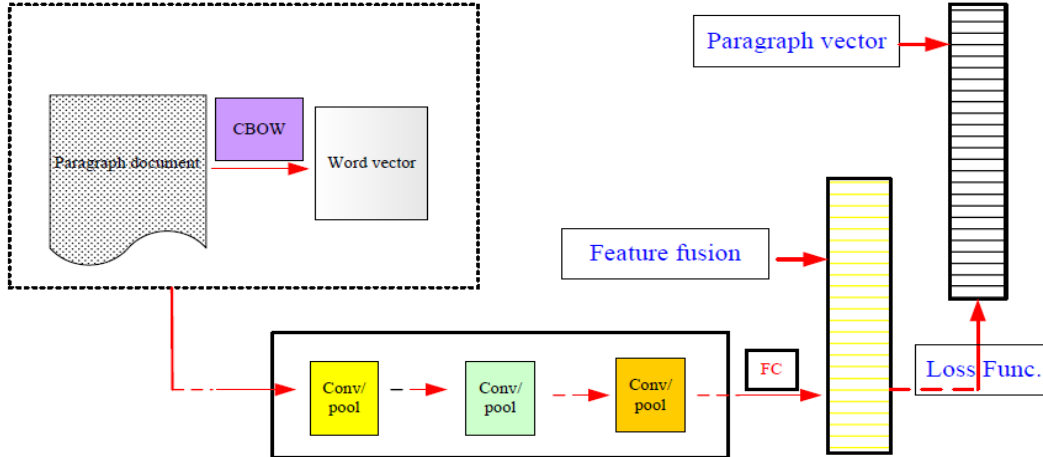 Paragraph vector
CBOW
Paragraph document
Word vector
Feature fusion
FC
Loss Func.
Conv/
pool
Conv/
pool
Conv/
pool